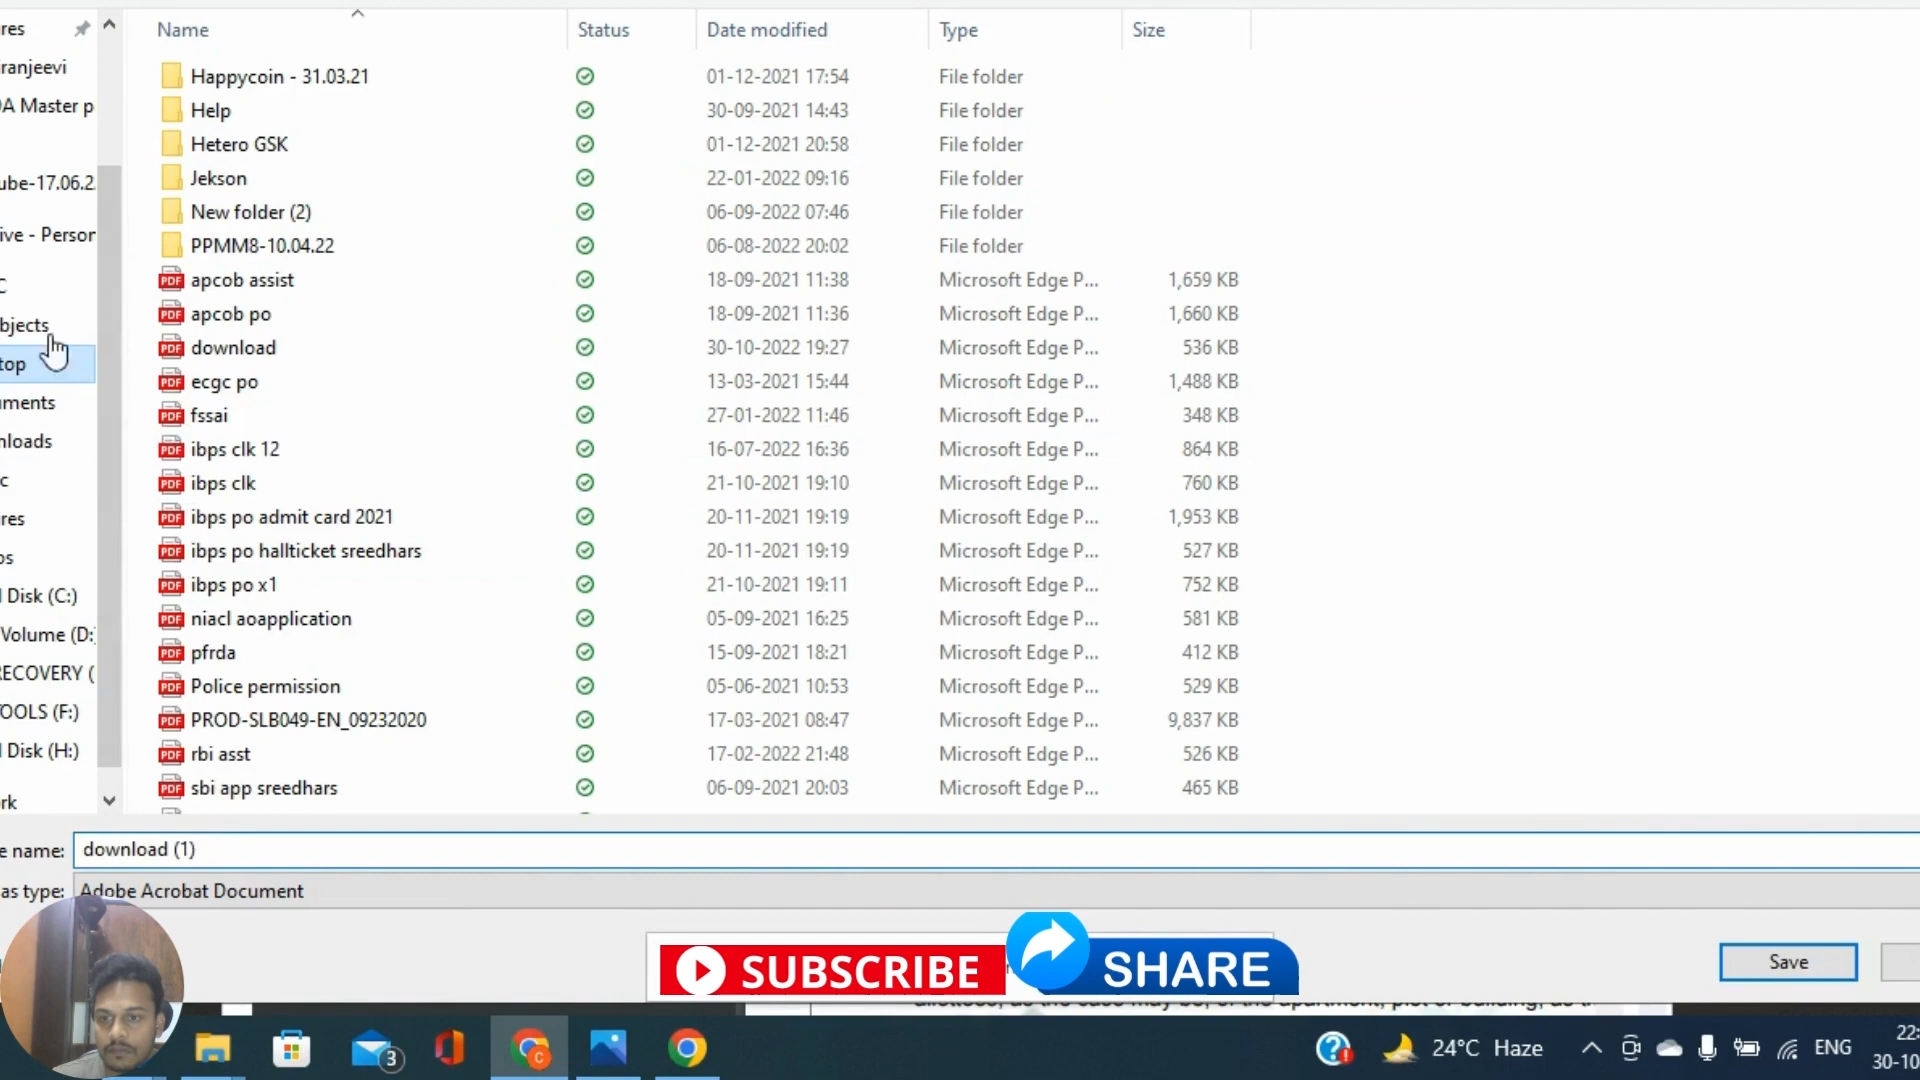 Name Status Date modified Type Size
res
Happycoin - 31.03.21 01-12-2021 17:54 File folder
ranjeevi
Help 30-09-2021 14:43 File folder
A Master p
Hetero GSK 01-12-2021 20:58 File folder
Jekson 22-01-2022 09:16 File folder
ube-17.06.2
New folder (2) 06-09-2022 07:46 File folder
ive - Person
PPMM8-10.04.22 06-08-2022 20:02 File folder
C
apcob assist 18-09-2021 11:38 Microsoft Edge P... 1,659 KB
apcob po 18-09-2021 11:36 Microsoft Edge P... 1,660 KB
bjects
download 30-10-2022 19:27 Microsoft Edge P... 536 KB
top
ecgc po 13-03-2021 15:44 Microsoft Edge P... 1,488 KB
uments
fssai 27-01-2022 11:46 Microsoft Edge P... 348 KB
nloads
ibps clk 12 16-07-2022 16:36 Microsoft Edge P... 864 KB
c
ibps clk 21-10-2021 19:10 Microsoft Edge P... 760 KB
res
ibps po admit card 2021 20-11-2021 19:19 Microsoft Edge P... 1,953 KB
os
ibps po hallticket sreedhars 20-11-2021 19:19 Microsoft Edge P... 527 KB
ibps po x1 21-10-2021 19:11 Microsoft Edge P... 752 KB
l Disk (C:)
niacl aoapplication 05-09-2021 16:25 Microsoft Edge P... 581 KB
Volume (D:
pfrda 15-09-2021 18:21 Microsoft Edge P... 412 KB
RECOVERY (
Police permission 05-06-2021 10:53 Microsoft Edge P... 529 KB
TOOLS (F:)
PROD-SLB049-EN_09232020 17-03-2021 08:47 Microsoft Edge P... 9,837 KB
l Disk (H:)
rbi asst 17-02-2022 21:48 Microsoft Edge P... 526 KB
sbi app sreedhars 06-09-2021 20:03 Microsoft Edge P... 465 KB
rk
e name: download (1)
as type: Adobe Acrobat Document
SUBSCRIBE SHARE Save
3 24°C Haze ENG 22:
30-10